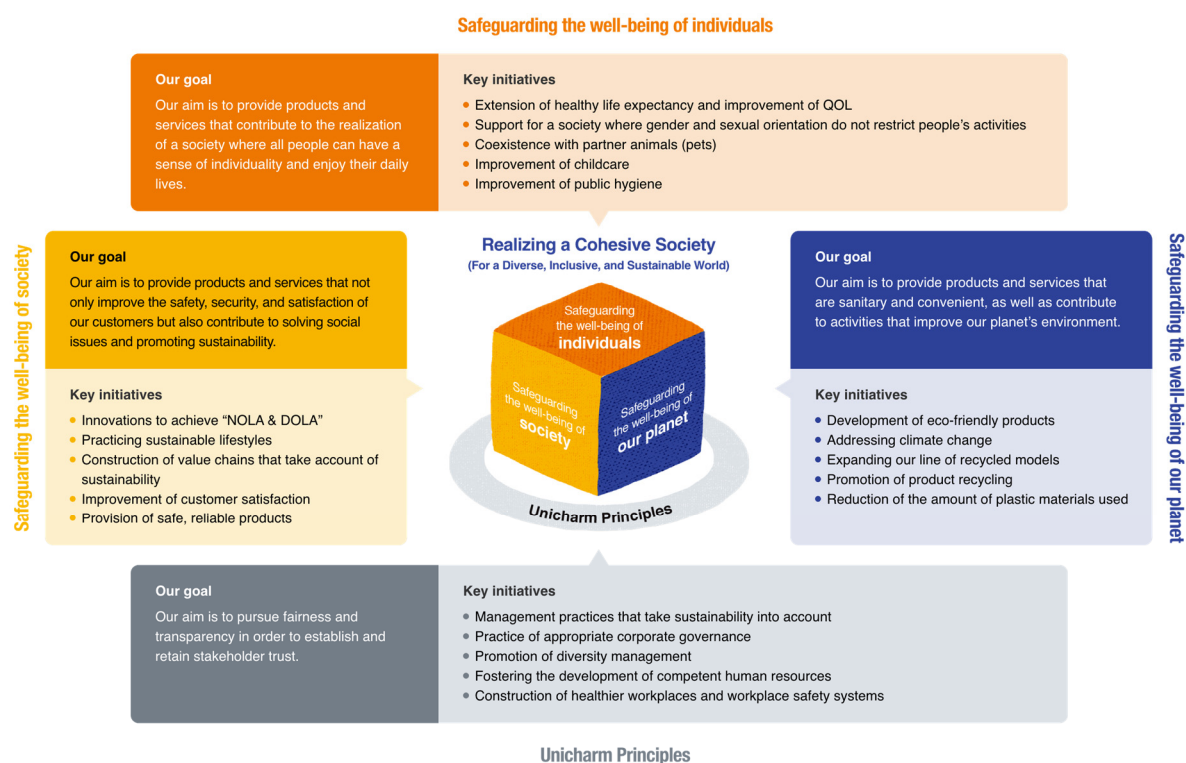 Safeguarding the well-being of individuals
Our goal
Our aim is to provide products and
services that contribute to the realization
of a society where all people can have a
sense of individuality and enjoy their daily
lives.
Key initiatives
• Extension of healthy life expectancy and improvement of QOL
• Support for a society where gender and sexual orientation do not restrict people's activities
• Coexistence with partner animals (pets)
• Improvement of childcare
• Improvement of public hygiene
Safeguarding the well-being of society
Our goal
Our aim is to provide products and services that not
only improve the safety, security, and satisfaction of
our customers but also contribute to solving social
issues and promoting sustainability.
Key initiatives
• Innovations to achieve “NOLA & DOLA”
• Practicing sustainable lifestyles
• Construction of value chains that take account of
sustainability
• Improvement of customer satisfaction
• Provision of safe, reliable products
Realizing a Cohesive Society
(For a Diverse, Inclusive, and Sustainable World)
Safeguarding
the well-being of
individuals
Safeguarding
the well-being of
society
Safeguarding
the well-being of
our planet
Unicharm Principles
Our goal
Our aim is to provide products and services that
are sanitary and convenient, as well as contribute
to activities that improve our planet's environment.
Key initiatives
• Development of eco-friendly products
• Addressing climate change
• Expanding our line of recycled models
• Promotion of product recycling
• Reduction of the amount of plastic materials used
Safeguarding the well-being of our planet
Our goal
Our aim is to pursue fairness and
transparency in order to establish and
retain stakeholder trust.
Key initiatives
• Management practices that take sustainability into account
• Practice of appropriate corporate governance
• Promotion of diversity management
• Fostering the development of competent human resources
• Construction of healthier workplaces and workplace safety systems
Unicharm Principles